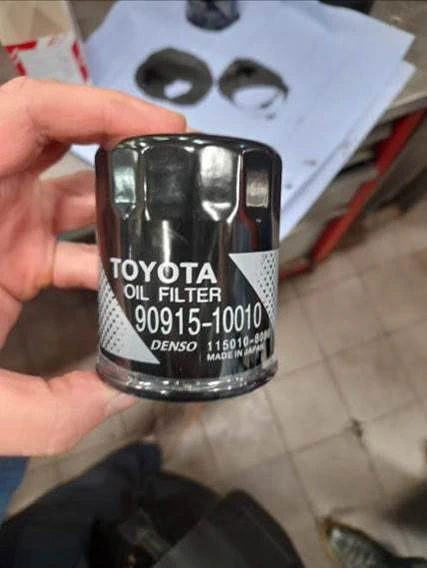 TOYOTA
OIL FILTER
90915-10010
DENSO
MADE IN JAPAN